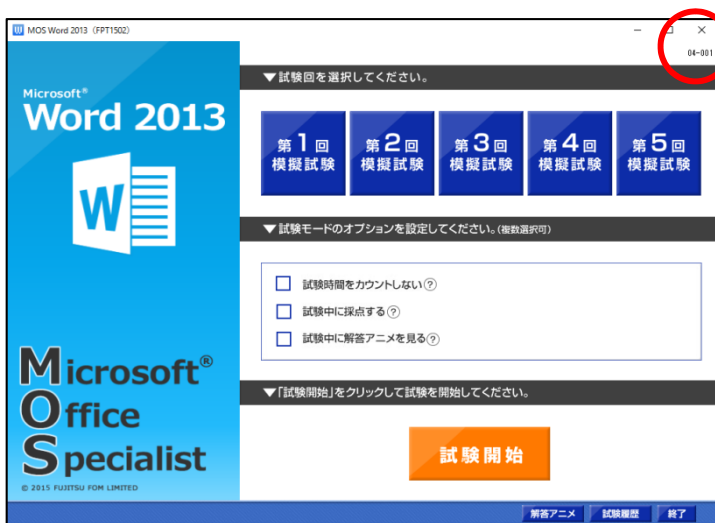 MOS Word 2013 (FPT1502)
04-001
Microsoft®
Word 2013
W
▼試験回を選択してください。
第1回
模擬試験
第2回
模擬試験
第3回
模擬試験
第4回
模擬試験
第5回
模擬試験
▼試験モードのオプションを設定してください。(複数選択可)
試験時間をカウントしない?
試験中に採点する?
試験中に解答アニメを見る?
▼「試験開始」をクリックして試験を開始してください。
試験開始
Microsoft®
Office
Specialist
© 2015 FUJITSU FOM LIMITED
解答アニメ 試験履歴 終了